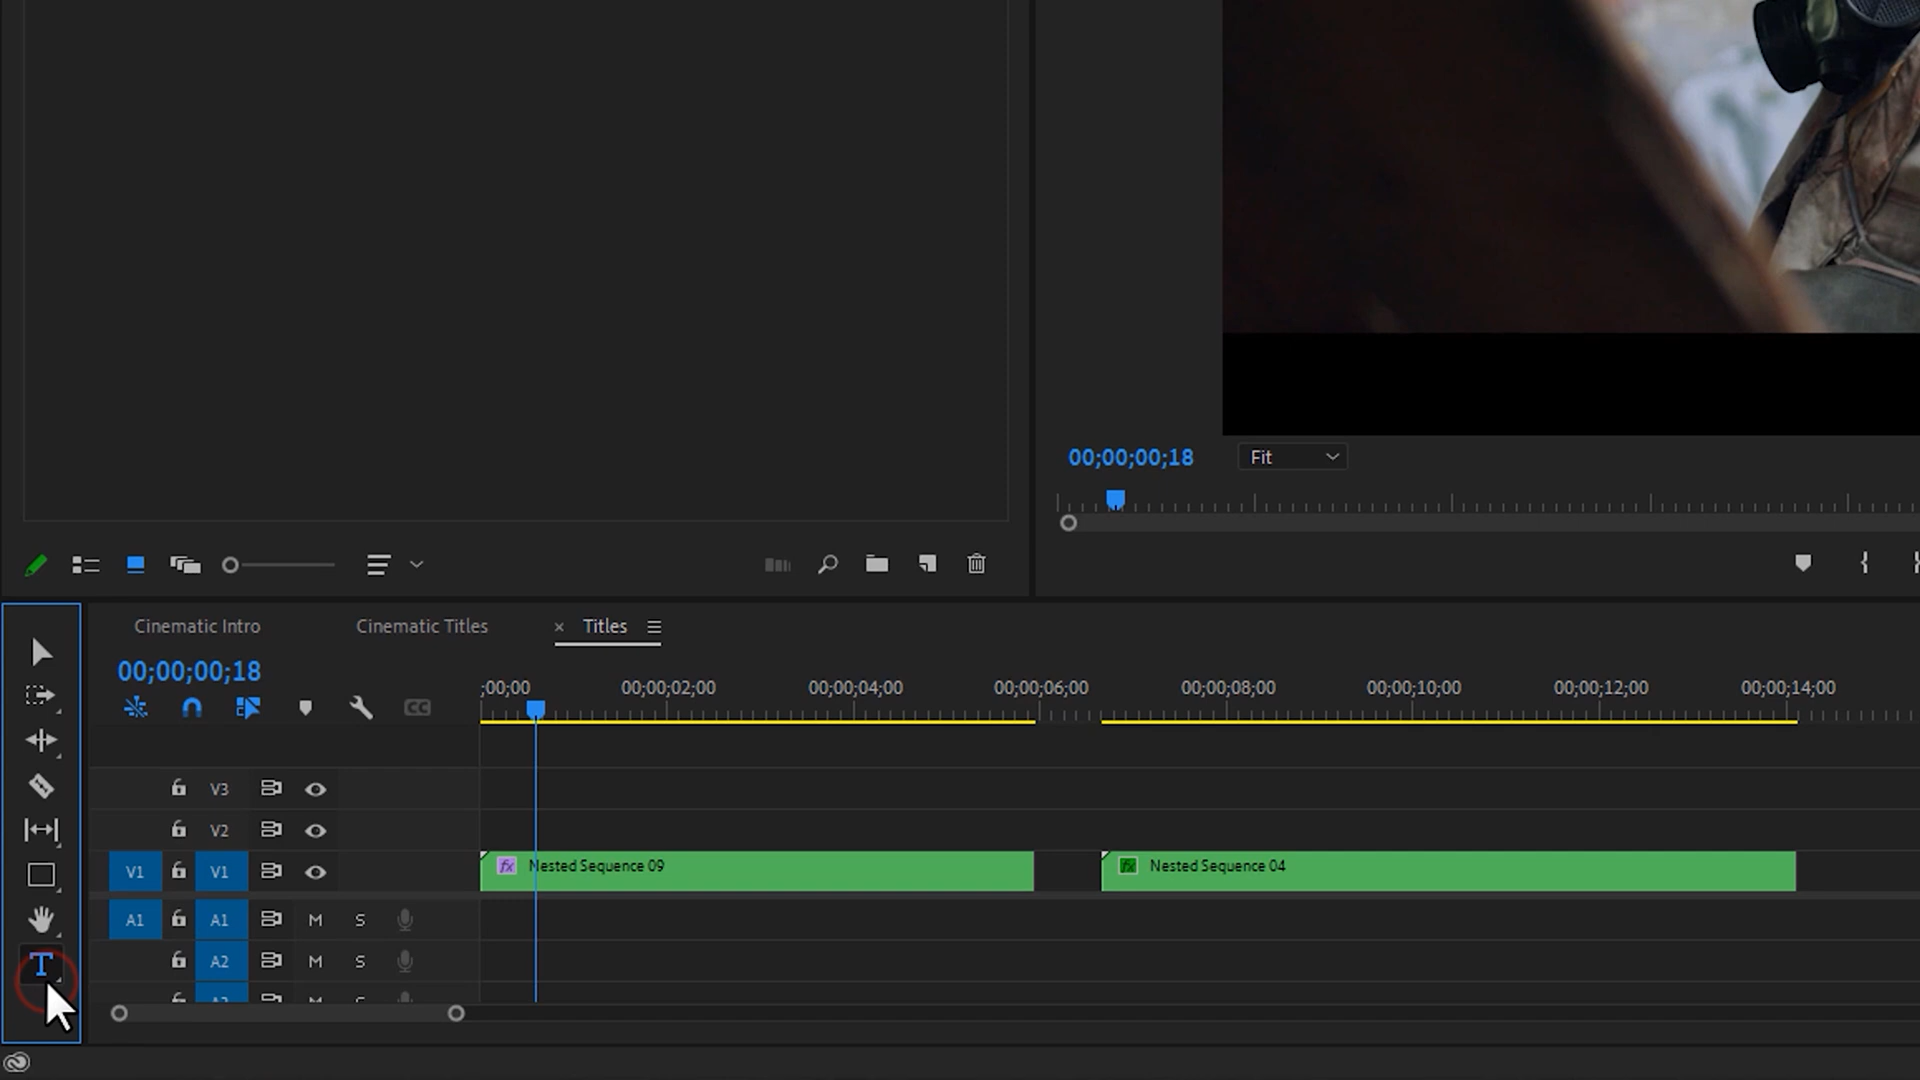 00;00;00;18
Fit
Cinematic Intro
Cinematic Titles
× Titles
00;00;00;18
;00;00
00;00;02;00
00;00;04;00
00;00;06;00
00;00;08;00
00;00;10;00
00;00;12;00
00;00;14;00
CC
V3
V2
V1 V1
fx Nested Sequence 09
fx Nested Sequence 04
A1 A1 M S
A2 M S
T